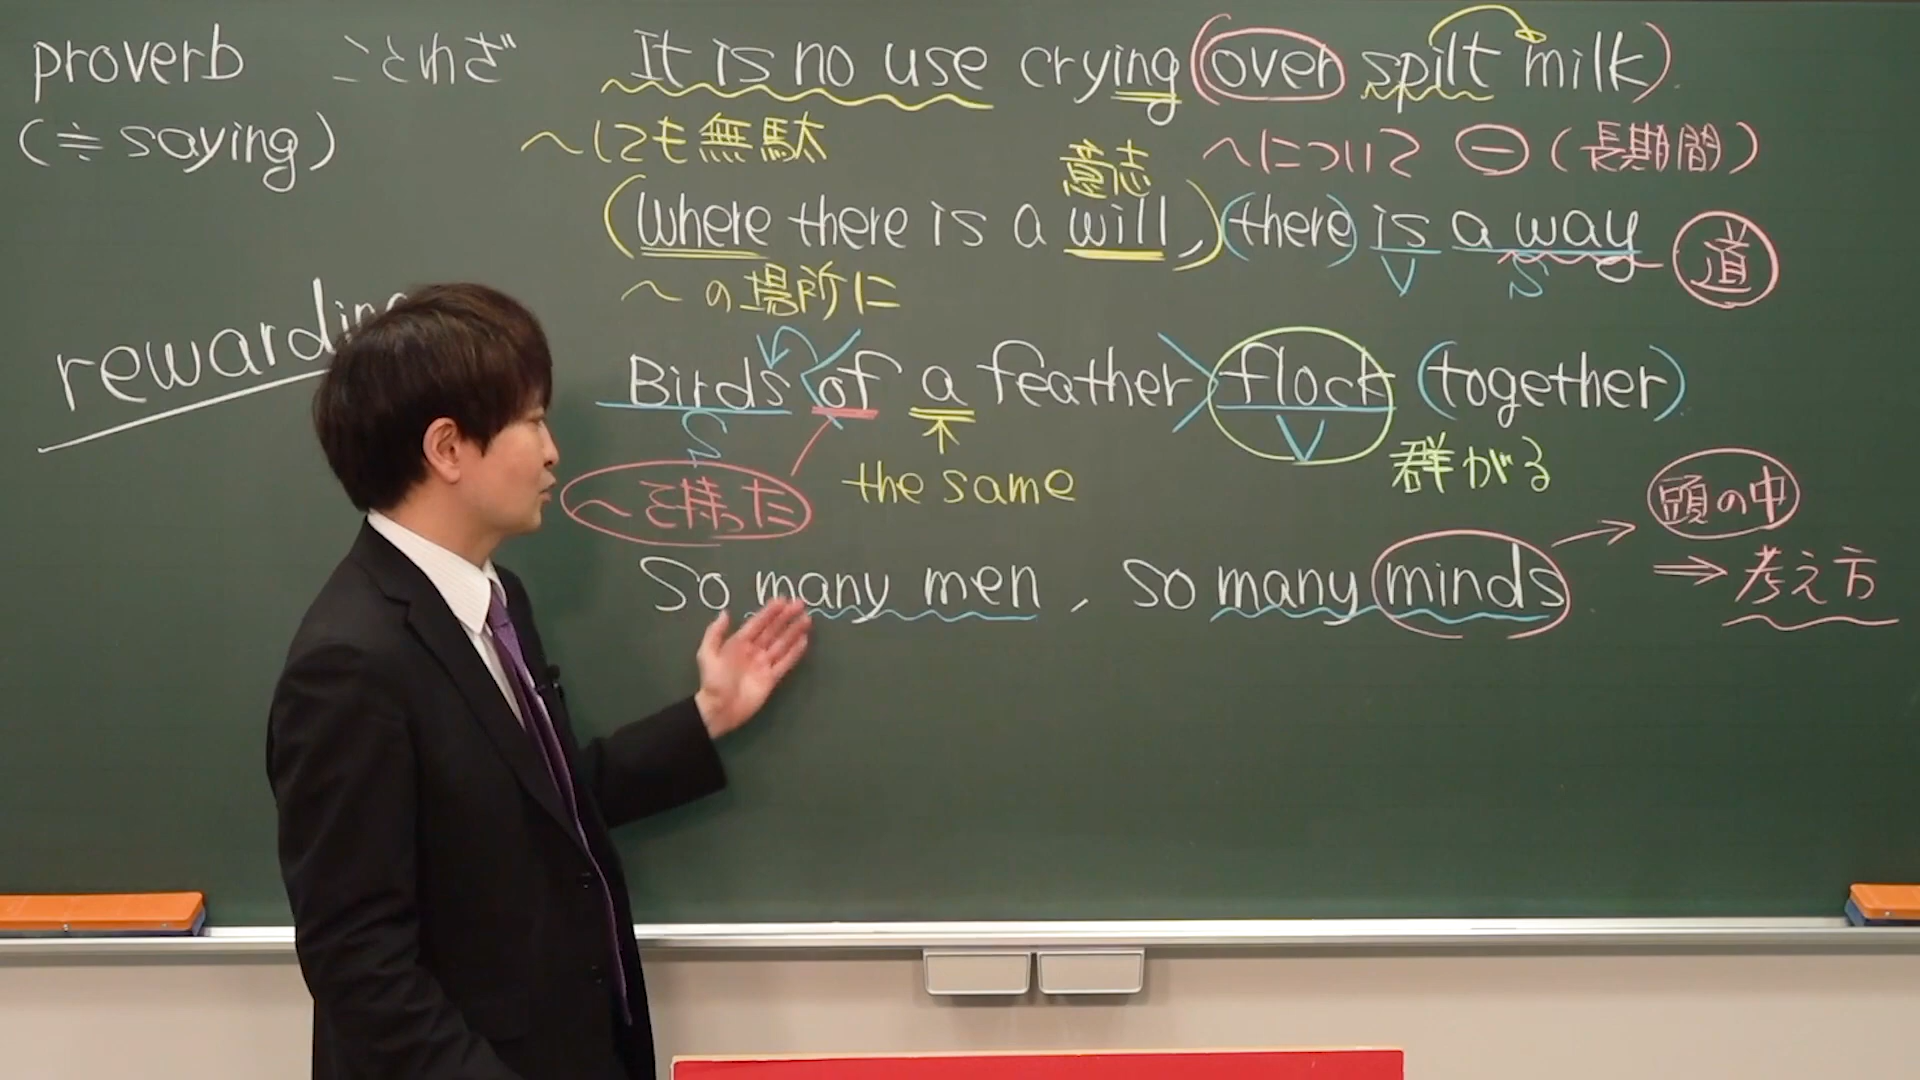 proverb ことわざ
(≒saying)
rewardin
It is no use crying (over spilt milk).
〜しても無駄
〜について ⊖(長期間)
意志
(Where there is a will,) (there) is a way 道
V S
〜の場所に
Birds <of a feather> flock (together)
S V
〜を持った
the same
群がる
So many men, so many minds.
頭の中
⇒考え方